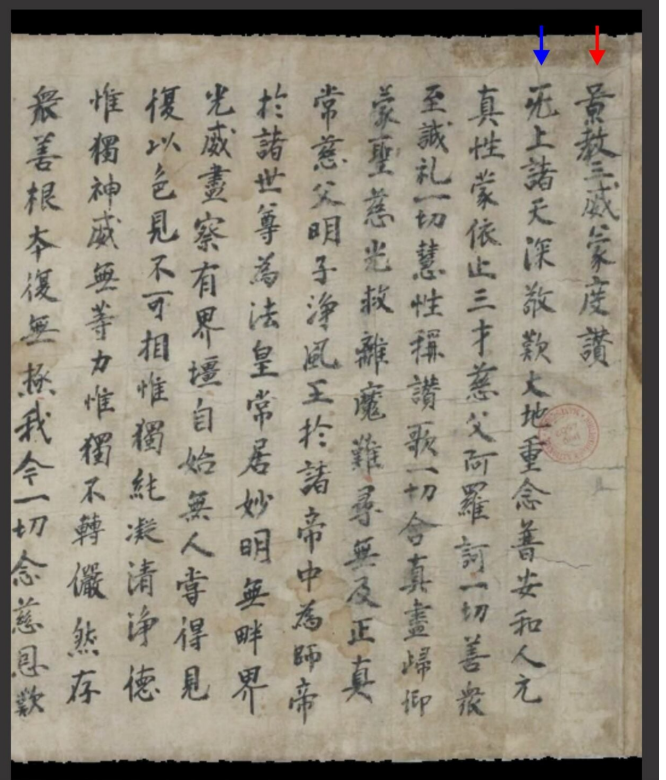 景教三威蒙度讚
无上諸天深敬歎大地重念普安和人元
真性蒙依止三才慈父阿羅訶一切善衆
至誠礼一切慧性稱讚歌一切含真盡歸仰
蒙聖慈光救離魔難尋無及正真
常慈父明子淨風王於諸帝中為師帝
於諸世尊為法皇常居妙明無畔界
光威盡察有界壃自始無人甞得見
復以色見不可相惟獨純凝清淨德
惟獨神威無等力惟獨不轉儼然存
衆善根本復無極我今一切念慈恩歎